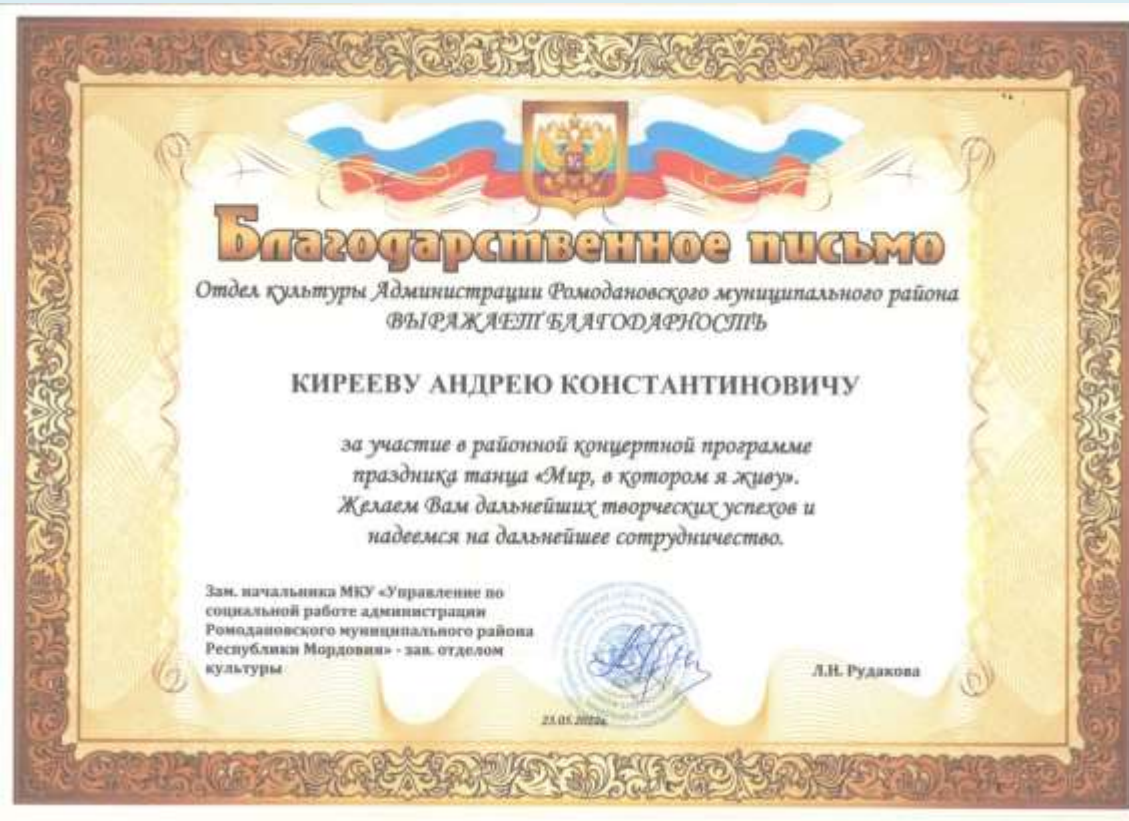 Благодарственное письмо
Отдел культуры Администрации Ромодановского муниципального района
ВЫРАЖАЕТ БЛАГОДАРНОСТЬ
КИРЕЕВУ АНДРЕЮ КОНСТАНТИНОВИЧУ
за участие в районной концертной программе
праздника танца «Мир, в котором я живу».
Желаем Вам дальнейших творческих успехов и
надеемся на дальнейшее сотрудничество.
Зам. начальника МКУ «Управление по
социальной работе администрации
Ромодановского муниципального района
Республики Мордовия» - зав. отделом
культуры
Л.Н. Рудакова